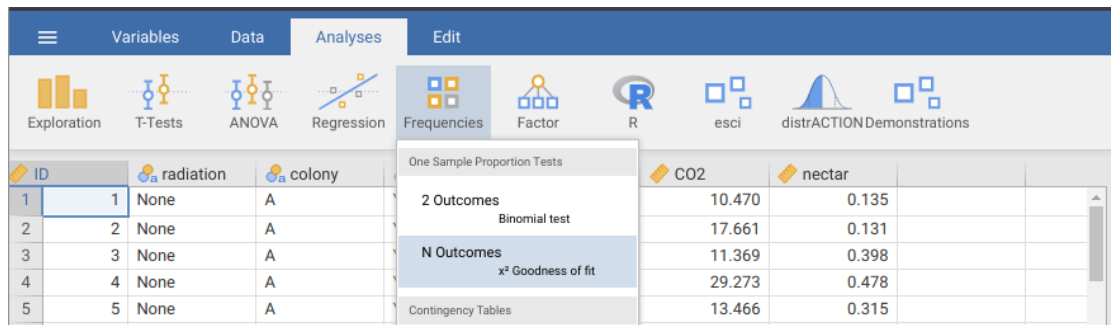 Variables Data Analyses Edit
Exploration T-Tests ANOVA Regression Frequencies Factor R esci distrACTION Demonstrations
One Sample Proportion Tests
2 Outcomes
Binomial test
N Outcomes
x² Goodness of fit
Contingency Tables
ID radiation colony CO2 nectar
1 1 None A 10.470 0.135
2 2 None A 17.661 0.131
3 3 None A 11.369 0.398
4 4 None A 29.273 0.478
5 5 None A 13.466 0.315